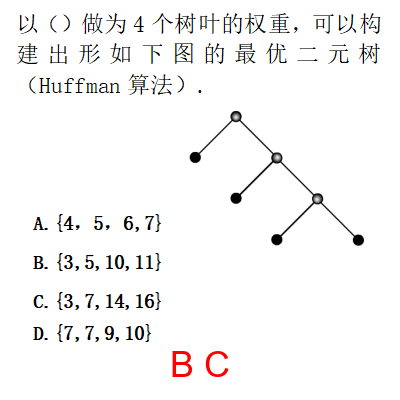 以()做为4个树叶的权重,可以构
建出形如下图的最优二元树
(Huffman 算法).
A. {4, 5, 6,7}
B. {3,5,10,11}
C. {3,7,14,16}
D. {7,7,9,10}
B C